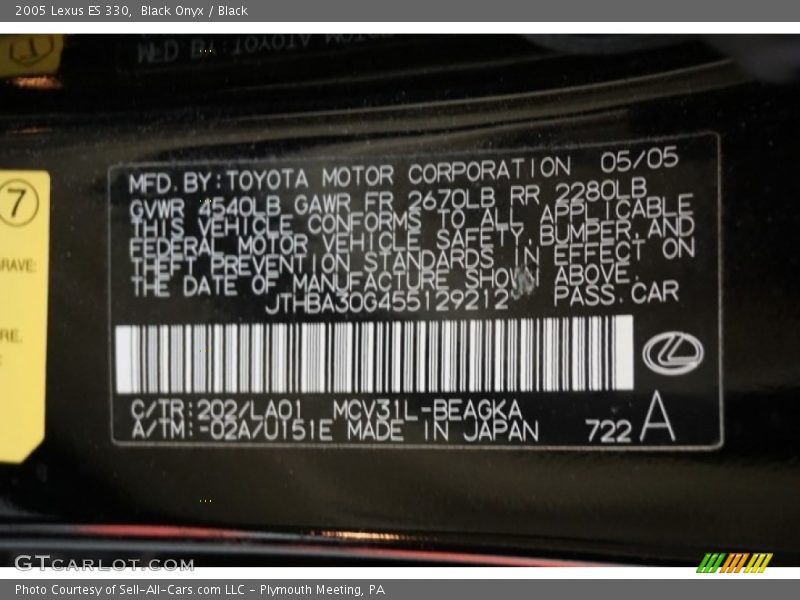 2005 Lexus ES 330, Black Onyx / Black
MFD. BY: TOYOTA MOTOR CORPORATION 05/05
GVWR 4540LB GAWR FR 2670LB RR 2280LB
THIS VEHICLE CONFORMS TO ALL APPLICABLE
FEDERAL MOTOR VEHICLE SAFETY, BUMPER, AND
THEFT PREVENTION STANDARDS IN EFFECT ON
THE DATE OF MANUFACTURE SHOWN ABOVE.
JTHBA30G455129212 PASS. CAR
C/TR: 202/LA01 MCV31L-BEAGKA
A/TM: -02A/U151E MADE IN JAPAN 722 A
7
GRAVE:
RE.
GTCARLOT.COM
Photo Courtesy of Sell-All-Cars.com LLC - Plymouth Meeting, PA